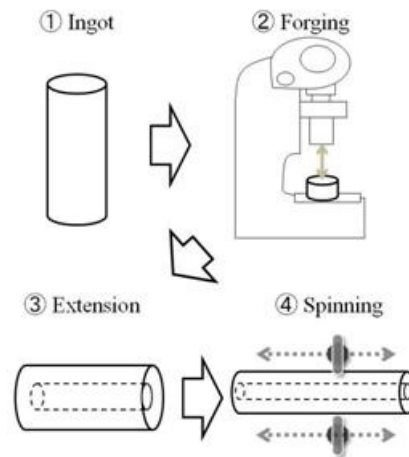 ① Ingot
② Forging
③ Extension
④ Spinning